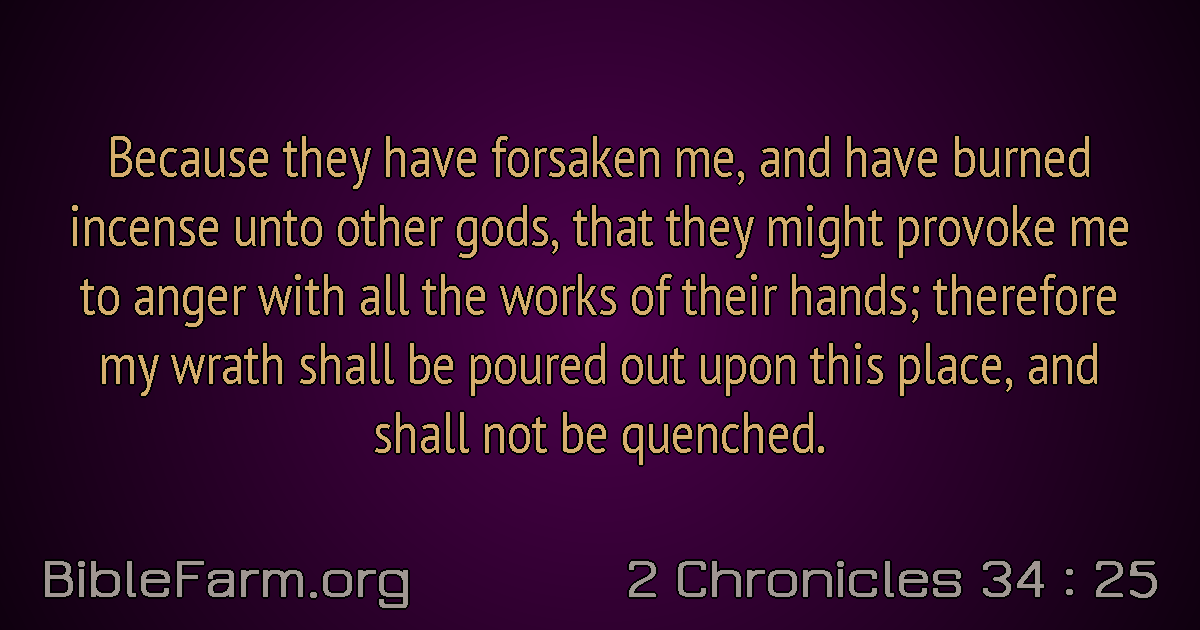 Because they have forsaken me, and have burned
incense unto other gods, that they might provoke me
to anger with all the works of their hands; therefore
my wrath shall be poured out upon this place, and
shall not be quenched.
BibleFarm.org
2 Chronicles 34 : 25